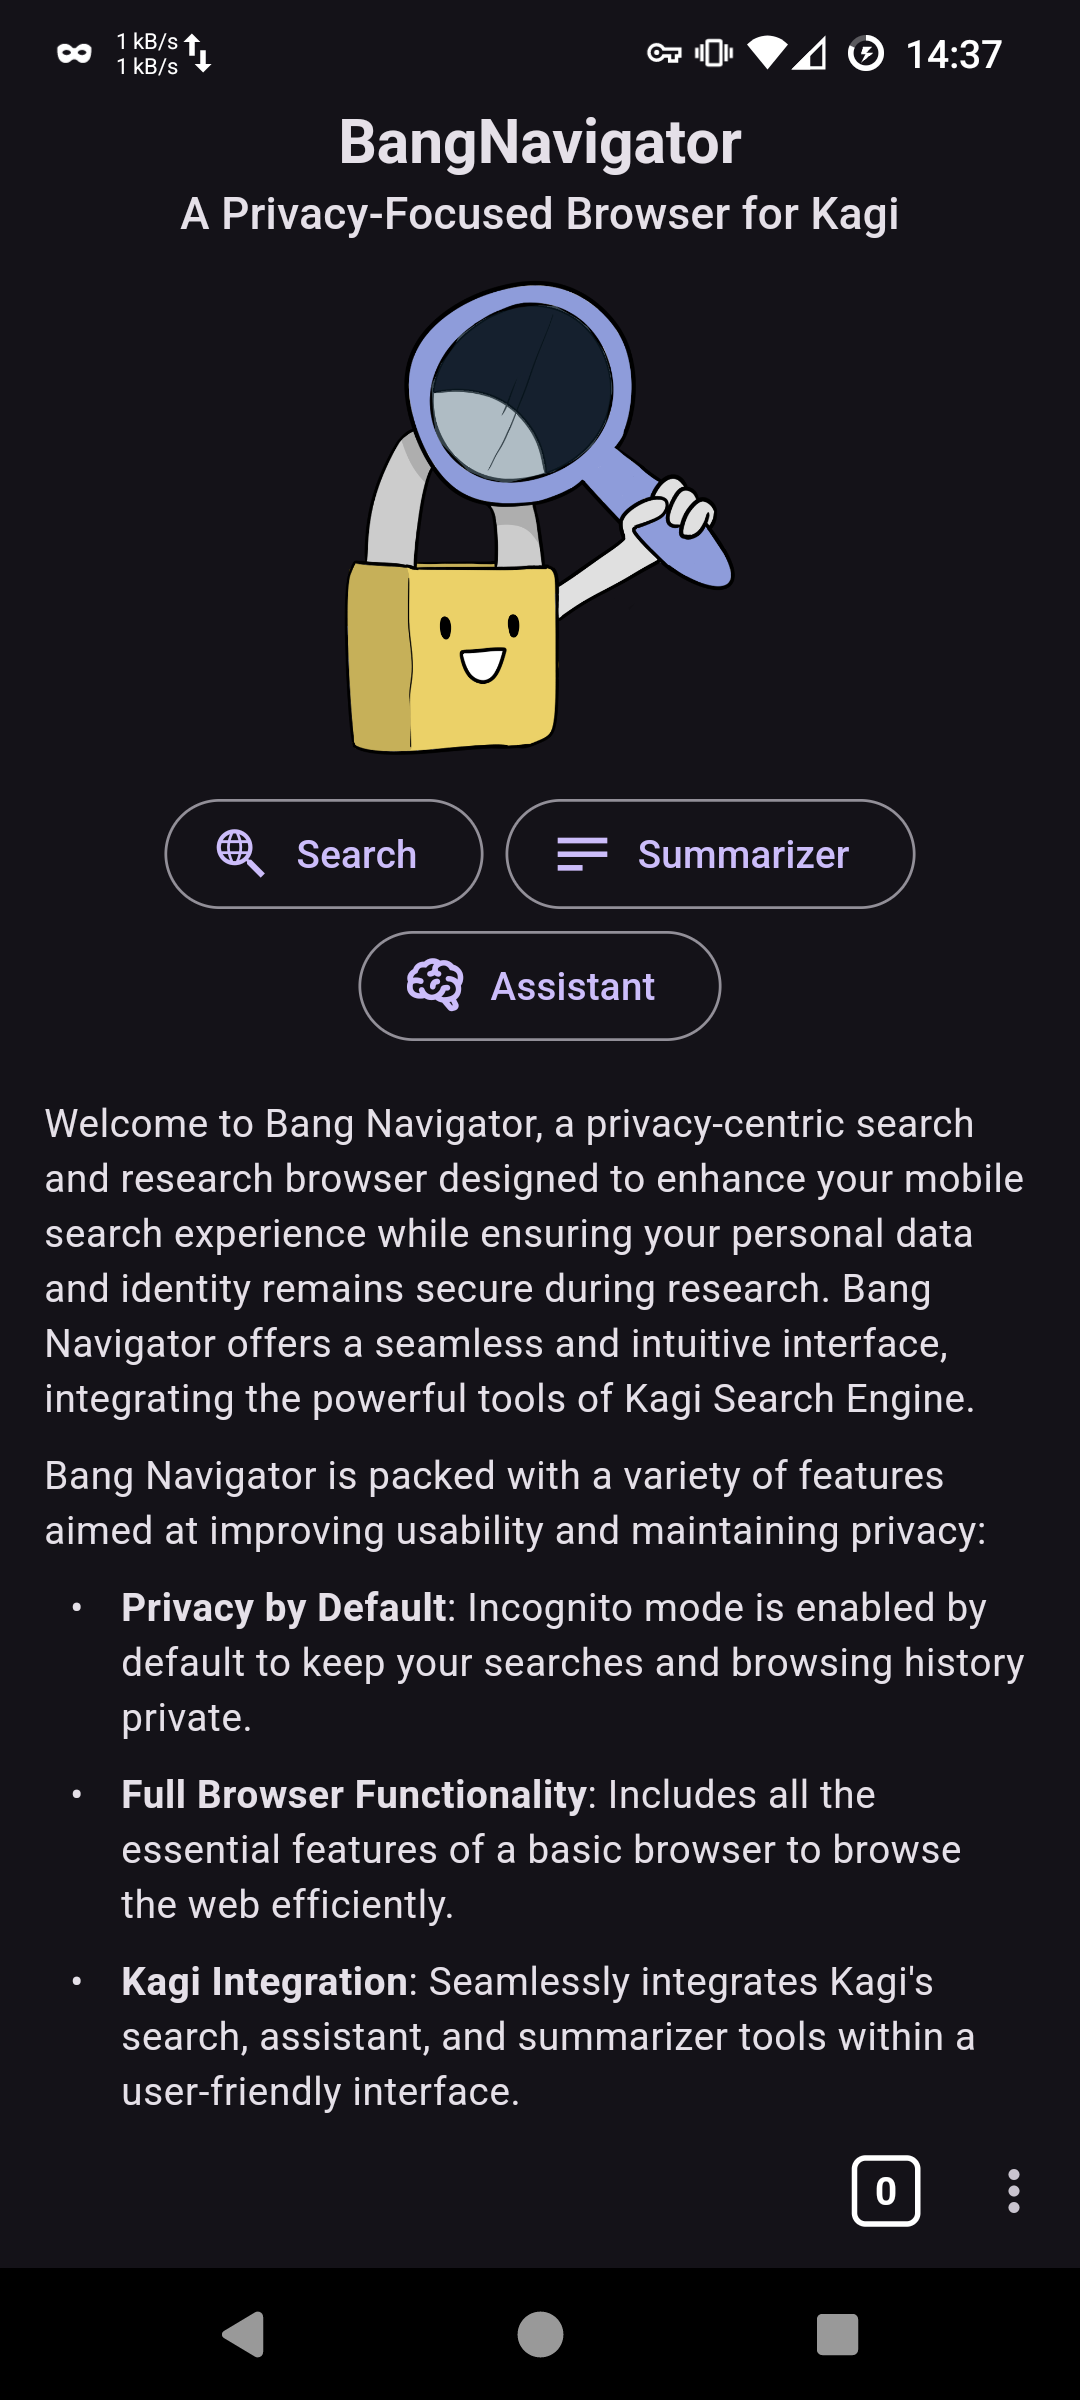 1 kB/s
1 kB/s
14:37
BangNavigator
A Privacy-Focused Browser for Kagi
Search
Summarizer
Assistant
Welcome to Bang Navigator, a privacy-centric search
and research browser designed to enhance your mobile
search experience while ensuring your personal data
and identity remains secure during research. Bang
Navigator offers a seamless and intuitive interface,
integrating the powerful tools of Kagi Search Engine.
Bang Navigator is packed with a variety of features
aimed at improving usability and maintaining privacy:
• Privacy by Default: Incognito mode is enabled by
default to keep your searches and browsing history
private.
• Full Browser Functionality: Includes all the
essential features of a basic browser to browse
the web efficiently.
• Kagi Integration: Seamlessly integrates Kagi's
search, assistant, and summarizer tools within a
user-friendly interface.
0